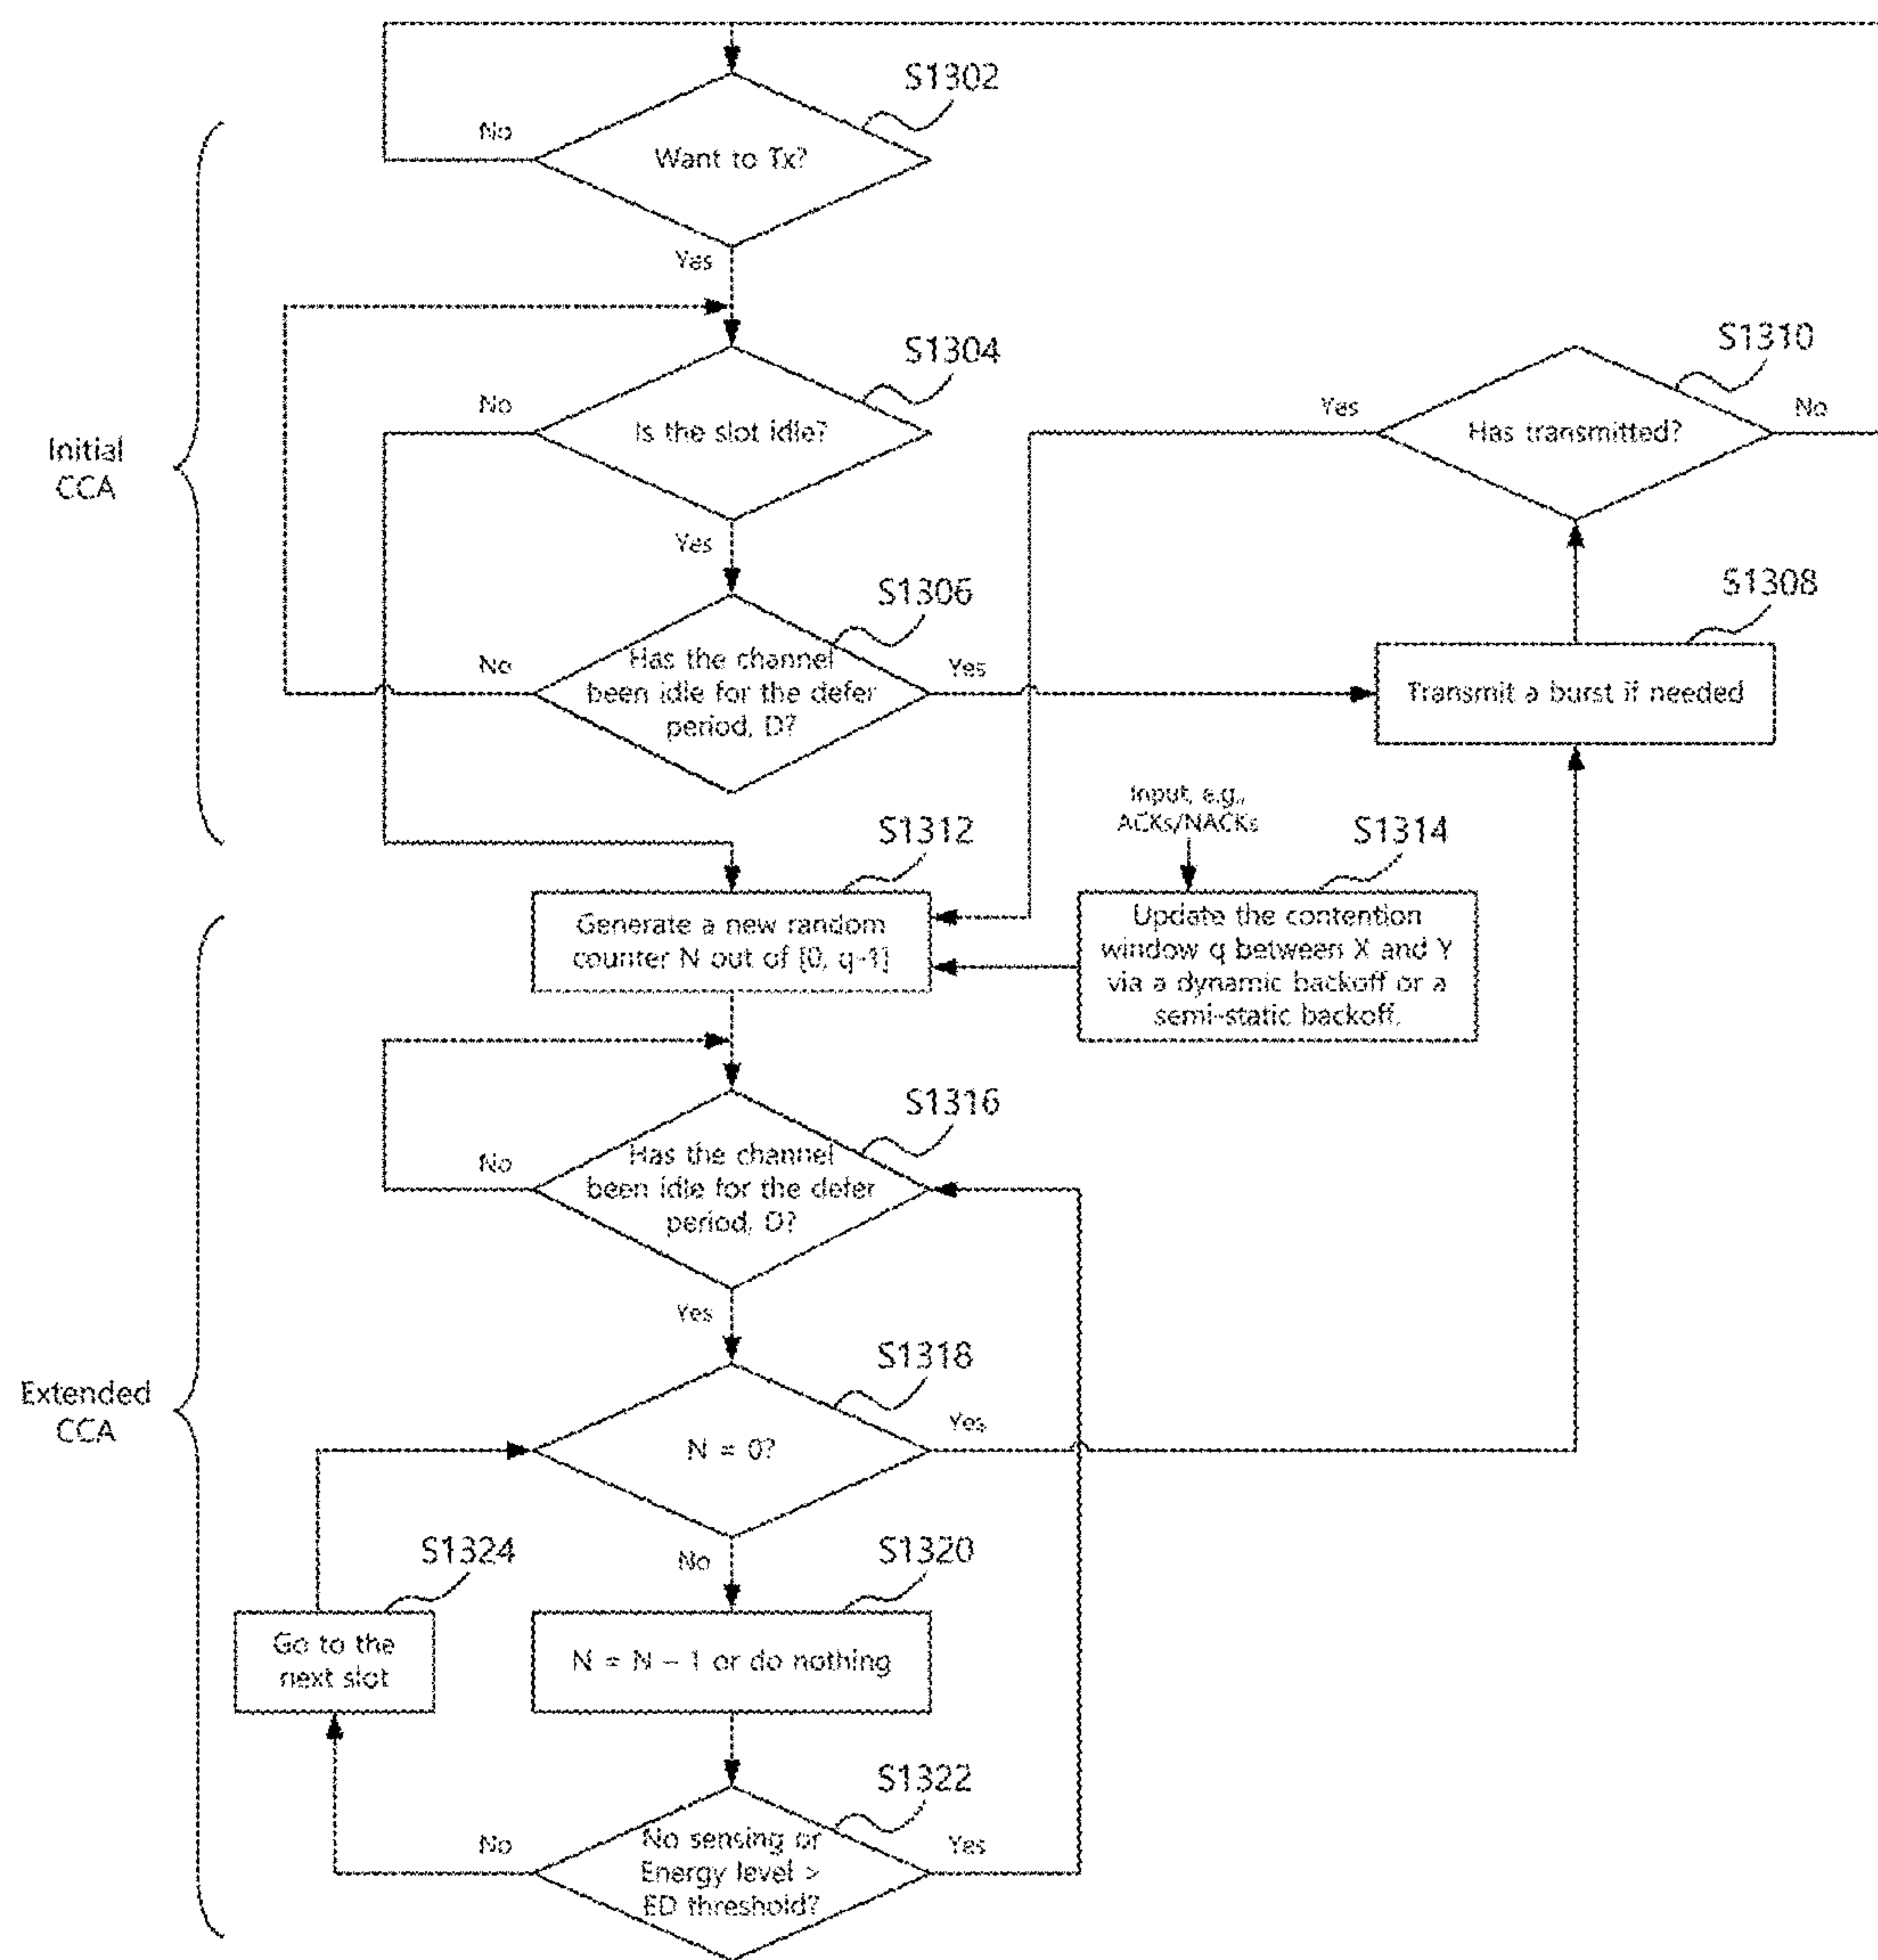 S1302
No
Want to Tx?
Yes
S1304
No
Is the slot idle?
Yes
S1310
Yes
Has transmitted?
No
Initial
CCA
S1306
No
Has the channel
been idle for the defer
period, D?
Yes
S1308
Transmit a burst if needed
S1312
Generate a new random
counter N out of [0, q-1]
Input, e.g.,
ACKs/NACKs
S1314
Update the contention
window q between X and Y
via a dynamic backoff or a
semi-static backoff.
S1316
No
Has the channel
been idle for the defer
period, D?
Yes
Extended
CCA
S1318
N = 0?
Yes
No
S1324
Go to the
next slot
S1320
N = N - 1 or do nothing
S1322
No
No sensing or
Energy level >
ED threshold?
Yes